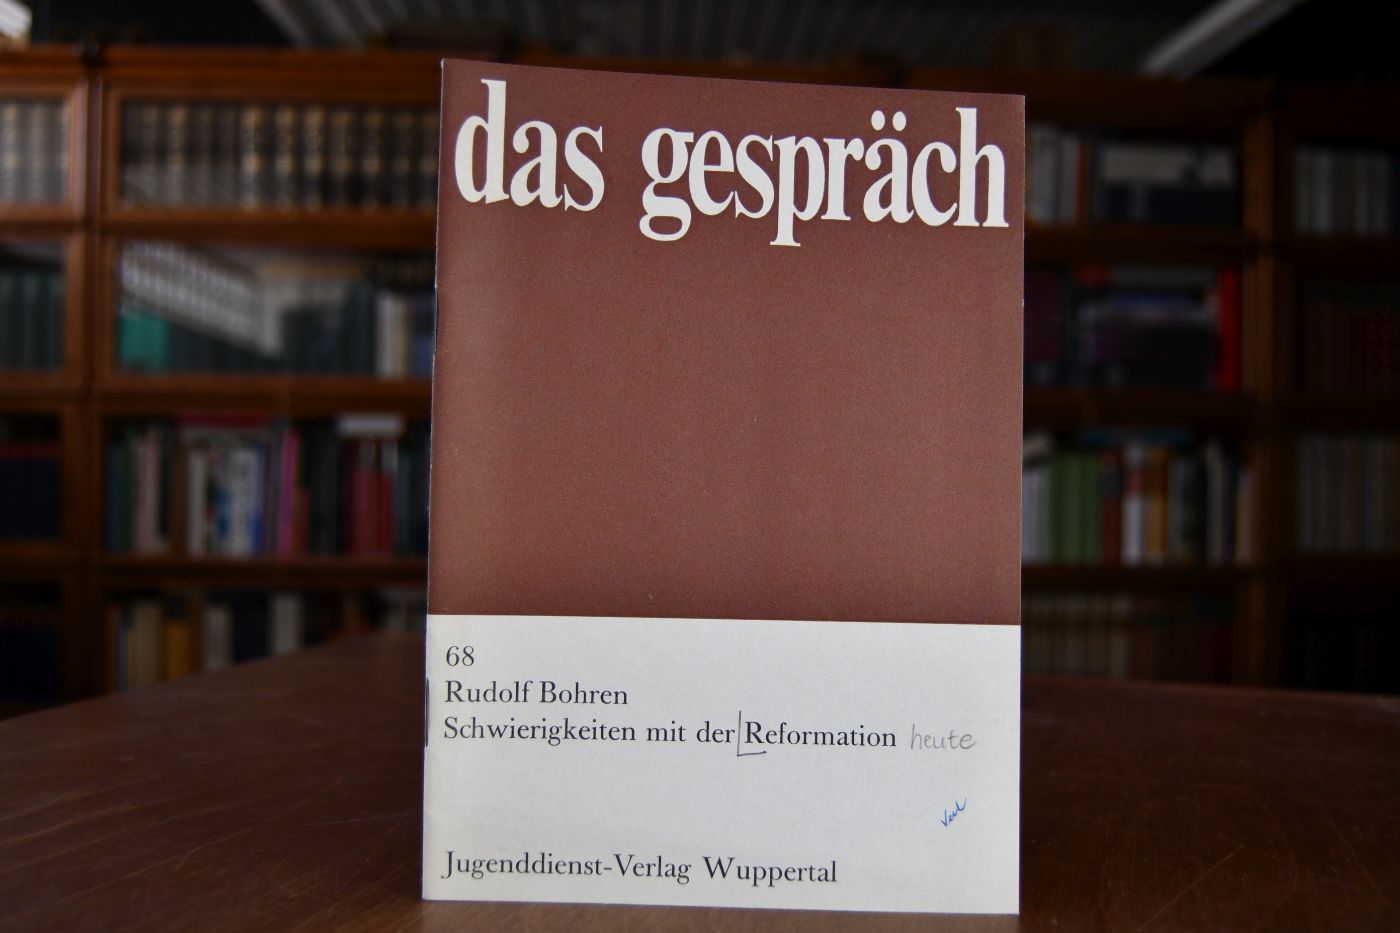 das gespräch
68
Rudolf Bohren
Schwierigkeiten mit der Reformation heute
Jugenddienst-Verlag Wuppertal